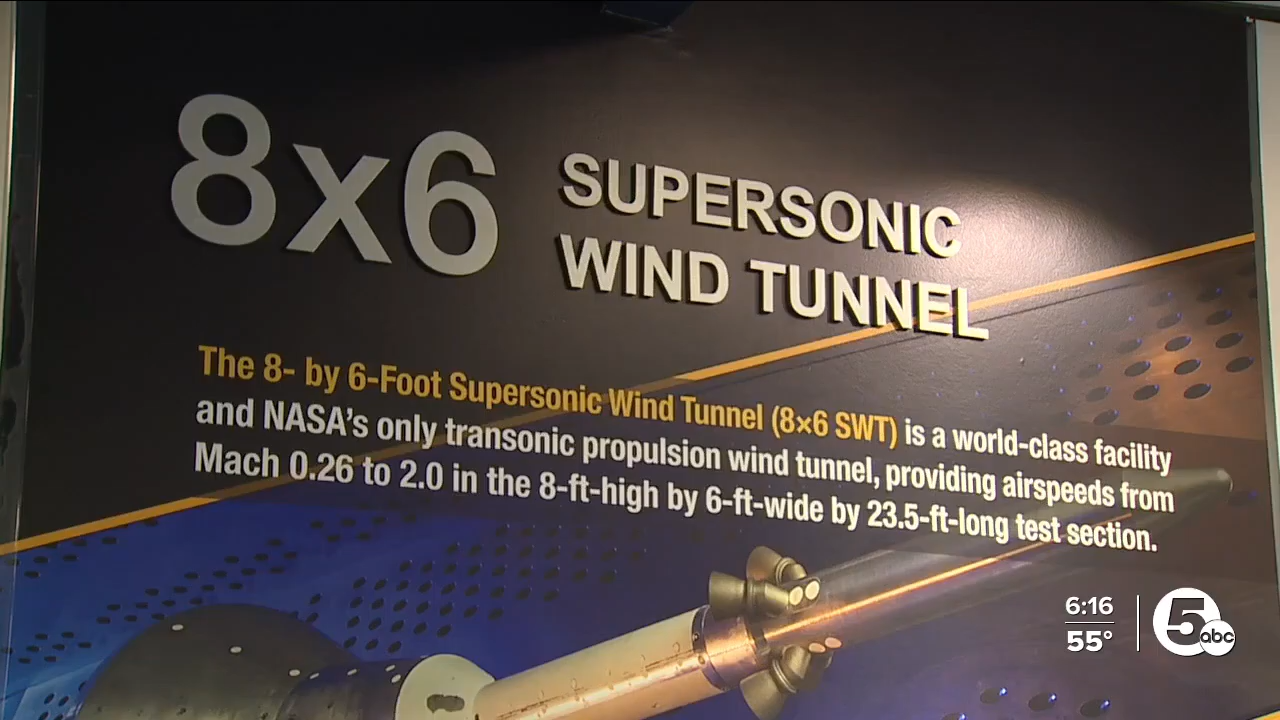 8x6
SUPERSONIC
WIND TUNNEL
The 8- by 6-Foot Supersonic Wind Tunnel (8×6 SWT) is a world-class facility
and NASA's only transonic propulsion wind tunnel, providing airspeeds from
Mach 0.26 to 2.0 in the 8-ft-high by 6-ft-wide by 23.5-ft-long test section.
6:16
55°
5
abc